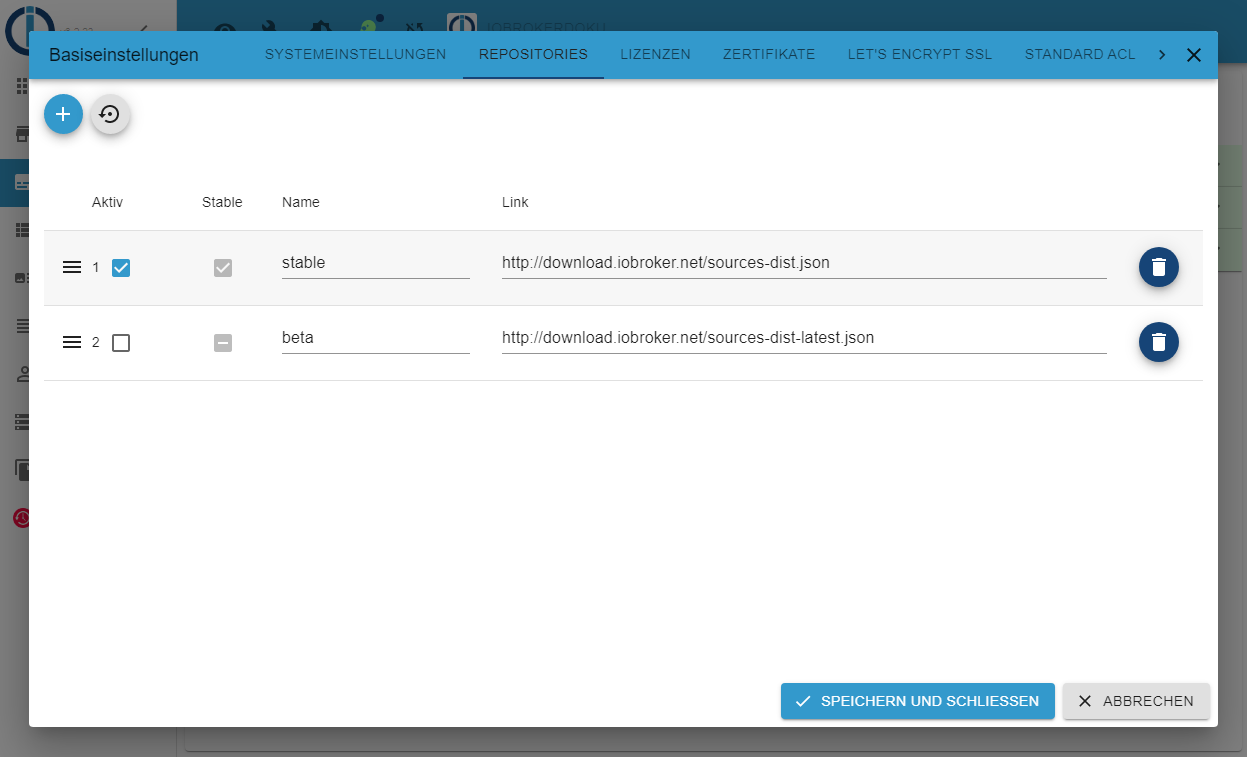 IOBROKERDOKU
Basiseinstellungen
SYSTEMEINSTELLUNGEN
REPOSITORIES
LIZENZEN
ZERTIFIKATE
LET'S ENCRYPT SSL
STANDARD ACL
Aktiv Stable Name Link
1 stable http://download.iobroker.net/sources-dist.json
2 beta http://download.iobroker.net/sources-dist-latest.json
SPEICHERN UND SCHLIESSEN
ABBRECHEN